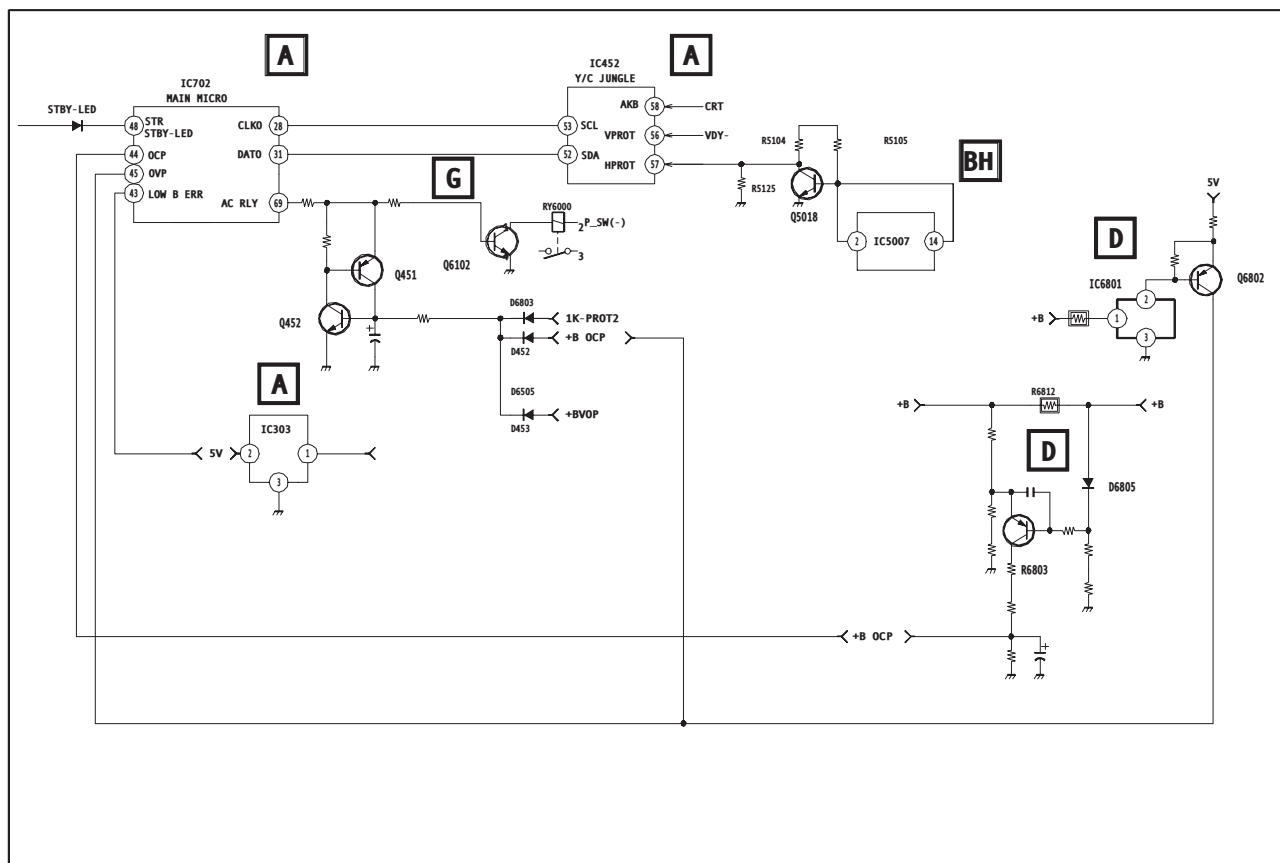 A
A
IC702
MAIN MICRO
IC452
Y/C JUNGLE
STBY-LED
48
STR
STBY-LED
CLKO
28
53
SCL
AKB
58
CRT
44
OCP
DATO
31
52
SDA
VPROT
56
VDY-
45
OVP
HPROT
57
43
LOW B ERR
AC RLY
69
G
R5104
R5105
BH
R5125
Q5018
2
IC5007
14
5V
RY6000
2
P_SW(-)
3
Q6102
Q451
D
IC6801
2
Q6802
+B
1
3
Q452
+
D6803
1K-PROT2
+B OCP
D452
A
D6505
+BVOP
D453
IC303
5V
2
1
3
+B
R6812
+B
D
D6805
R6803
+B OCP
+